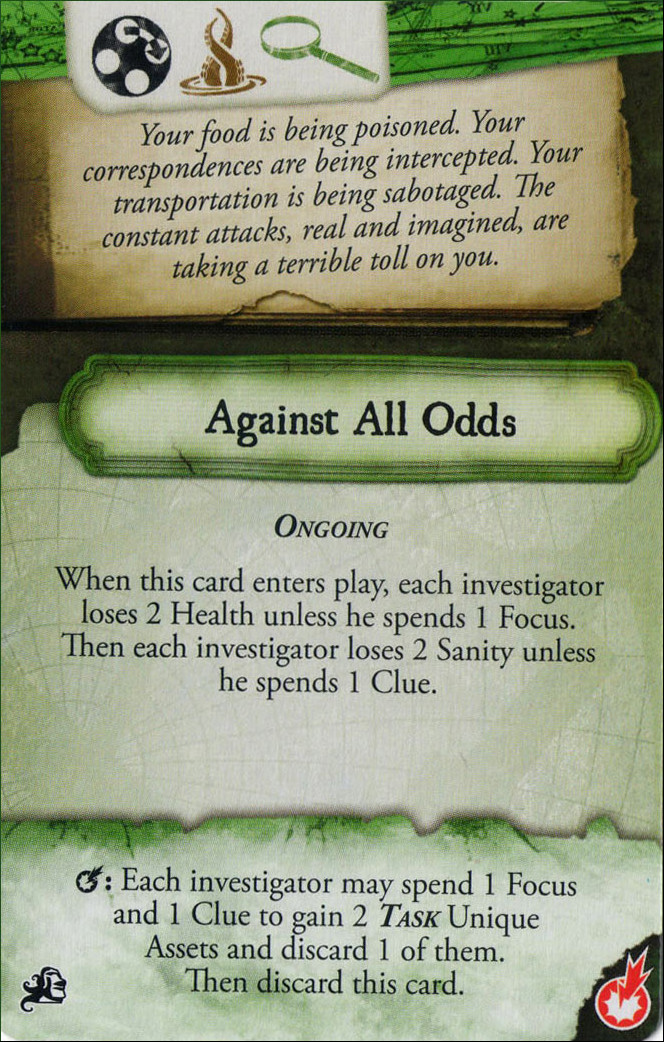 Your food is being poisoned. Your
correspondences are being intercepted. Your
transportation is being sabotaged. The
constant attacks, real and imagined, are
taking a terrible toll on you.
Against All Odds
ONGOING
When this card enters play, each investigator
loses 2 Health unless he spends 1 Focus.
Then each investigator loses 2 Sanity unless
he spends 1 Clue.
: Each investigator may spend 1 Focus
and 1 Clue to gain 2 TASK Unique
Assets and discard 1 of them.
Then discard this card.